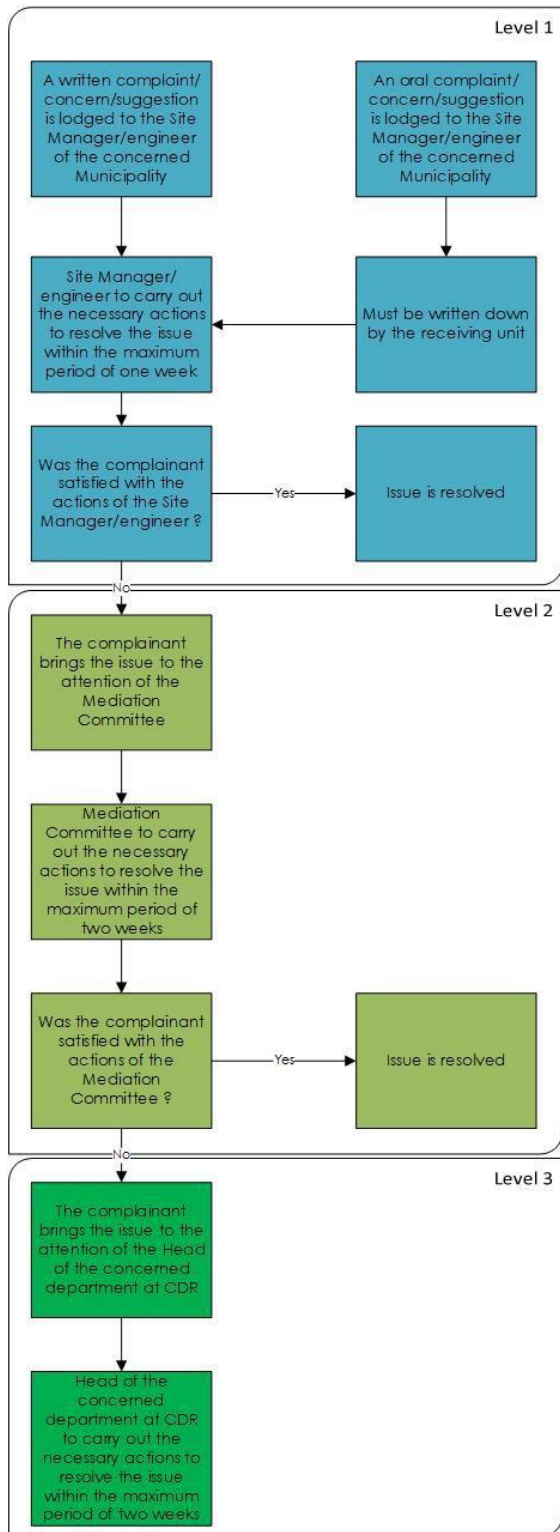 Level 1
A written complaint/
concern/suggestion
is lodged to the Site
Manager/engineer
of the concerned
Municipality
An oral complaint/
concern/suggestion
is lodged to the Site
Manager/engineer
of the concerned
Municipality
Site Manager/
engineer to carry out
the necessary actions
to resolve the issue
within the maximum
period of one week
Must be written down
by the receiving unit
Was the complainant
satisfied with the
actions of the Site
Manager/engineer ?
Yes
Issue is resolved
No
Level 2
The complainant
brings the issue to the
attention of the
Mediation
Committee
Mediation
Committee to carry
out the necessary
actions to resolve the
issue within the
maximum period of
two weeks
Was the complainant
satisfied with the
actions of the
Mediation
Committee ?
Yes
Issue is resolved
No
Level 3
The complainant
brings the issue to the
attention of the Head
of the concerned
department at CDR
Head of the
concerned
department at CDR
to carry out the
necessary actions to
resolve the issue
within the maximum
period of two weeks